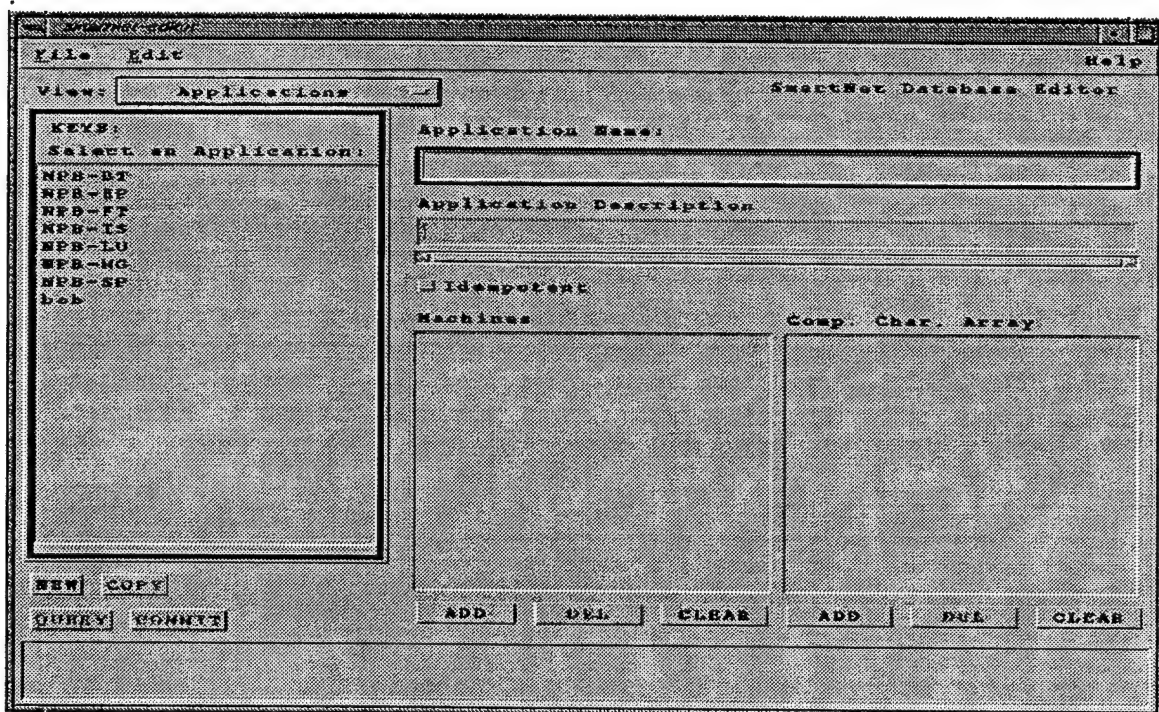 File Edit Help
View: Applications SmartNet Database Editor
KEYS:
Select an Application:
NPB-BT
NPB-EP
NPB-FT
NPB-IS
NPB-LU
NPB-MG
NPB-SP
bob
Application Name:
Application Description
Idempotent
Machines
Comp. Char. Array
NEW COPY
QUERY COMMIT
ADD DEL CLEAR ADD DEL CLEAR